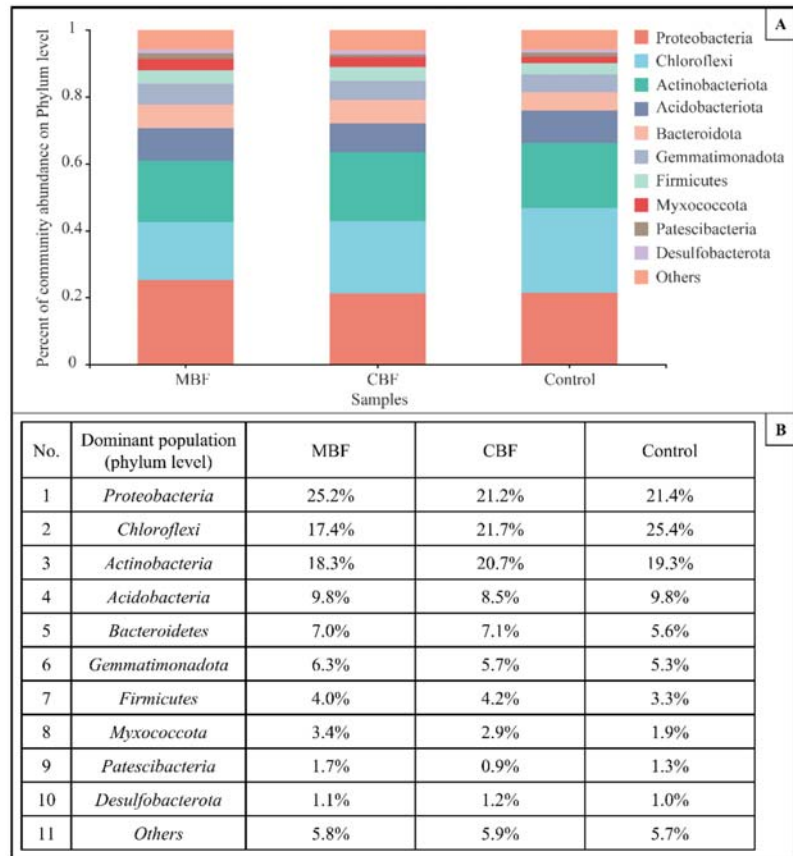 A
Percent of community abundance on Phylum level
1
0.8
0.6
0.4
0.2
0
MBF
CBF
Control
Samples
Proteobacteria
Chloroflexi
Actinobacteriota
Acidobacteriota
Bacteroidota
Gemmatimonadota
Firmicutes
Myxococcota
Patescibacteria
Desulfobacterota
Others
B
No. Dominant population (phylum level) MBF CBF Control
1 Proteobacteria 25.2% 21.2% 21.4%
2 Chloroflexi 17.4% 21.7% 25.4%
3 Actinobacteria 18.3% 20.7% 19.3%
4 Acidobacteria 9.8% 8.5% 9.8%
5 Bacteroidetes 7.0% 7.1% 5.6%
6 Gemmatimonadota 6.3% 5.7% 5.3%
7 Firmicutes 4.0% 4.2% 3.3%
8 Myxococcota 3.4% 2.9% 1.9%
9 Patescibacteria 1.7% 0.9% 1.3%
10 Desulfobacterota 1.1% 1.2% 1.0%
11 Others 5.8% 5.9% 5.7%